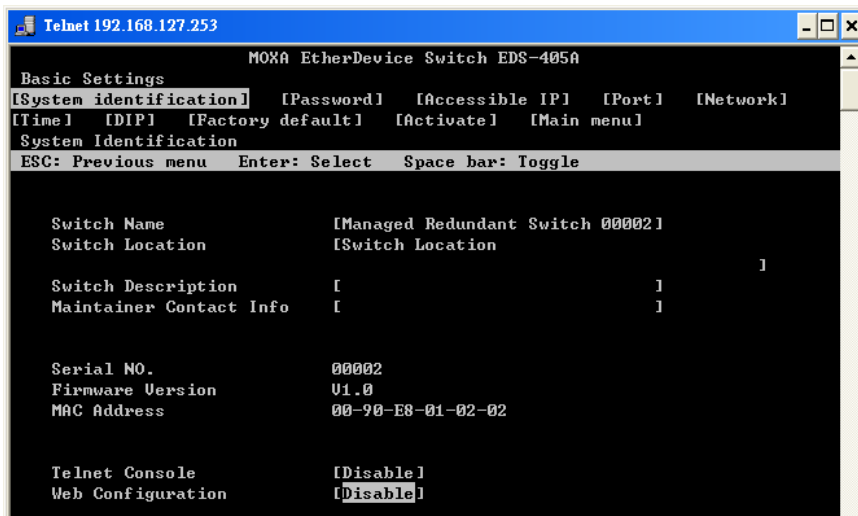 Telnet 192.168.127.253
MOXA EtherDevice Switch EDS-405A
Basic Settings
[System identification] [Password] [Accessible IP] [Port] [Network]
[Time] [DIP] [Factory default] [Activate] [Main menu]
System Identification
ESC: Previous menu Enter: Select Space bar: Toggle
Switch Name [Managed Redundant Switch 00002]
Switch Location [Switch Location
]
Switch Description [ ]
Maintainer Contact Info [ ]
Serial NO. 00002
Firmware Version V1.0
MAC Address 00-90-E8-01-02-02
Telnet Console [Disable]
Web Configuration [Disable]